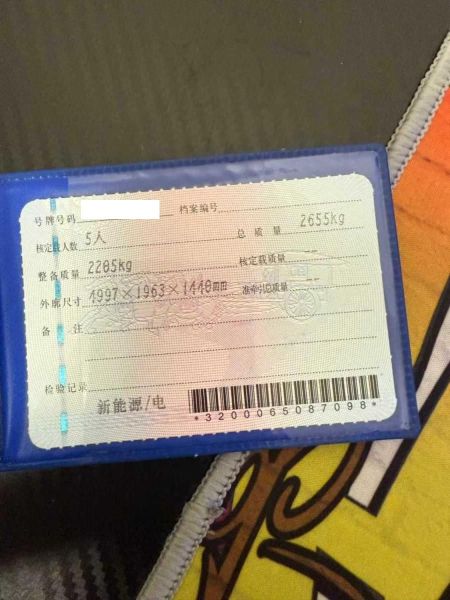 号牌号码 档案编号
核定载人数 5人 总质量 2655kg
整备质量 2285kg 核定载质量 --
外廓尺寸 4997×1963×1440mm 准牵引总质量 --
备注
检验记录
新能源/电
*3200065087098*